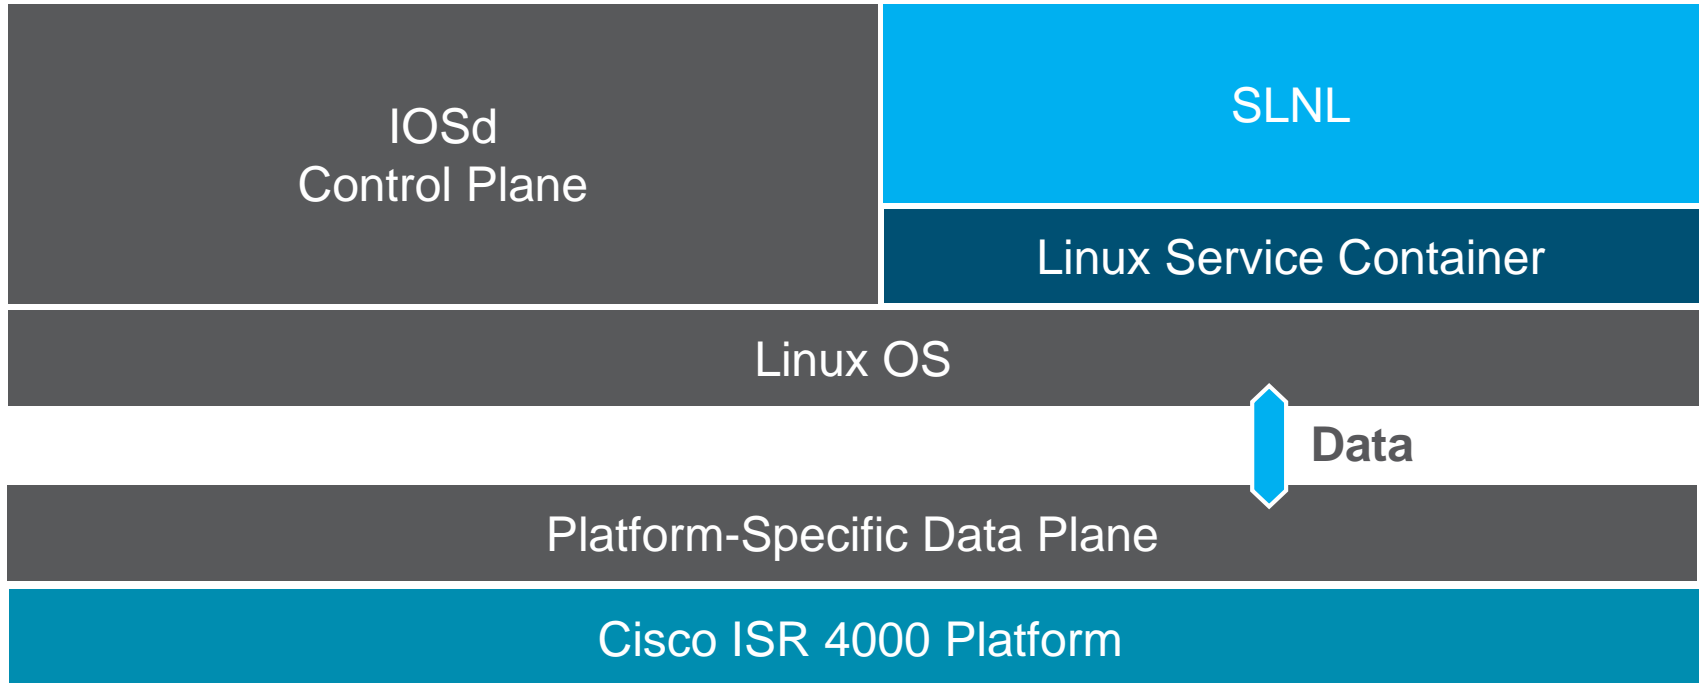 IOSd
Control Plane
SLNL
Linux Service Container
Linux OS
Data
Platform-Specific Data Plane
Cisco ISR 4000 Platform